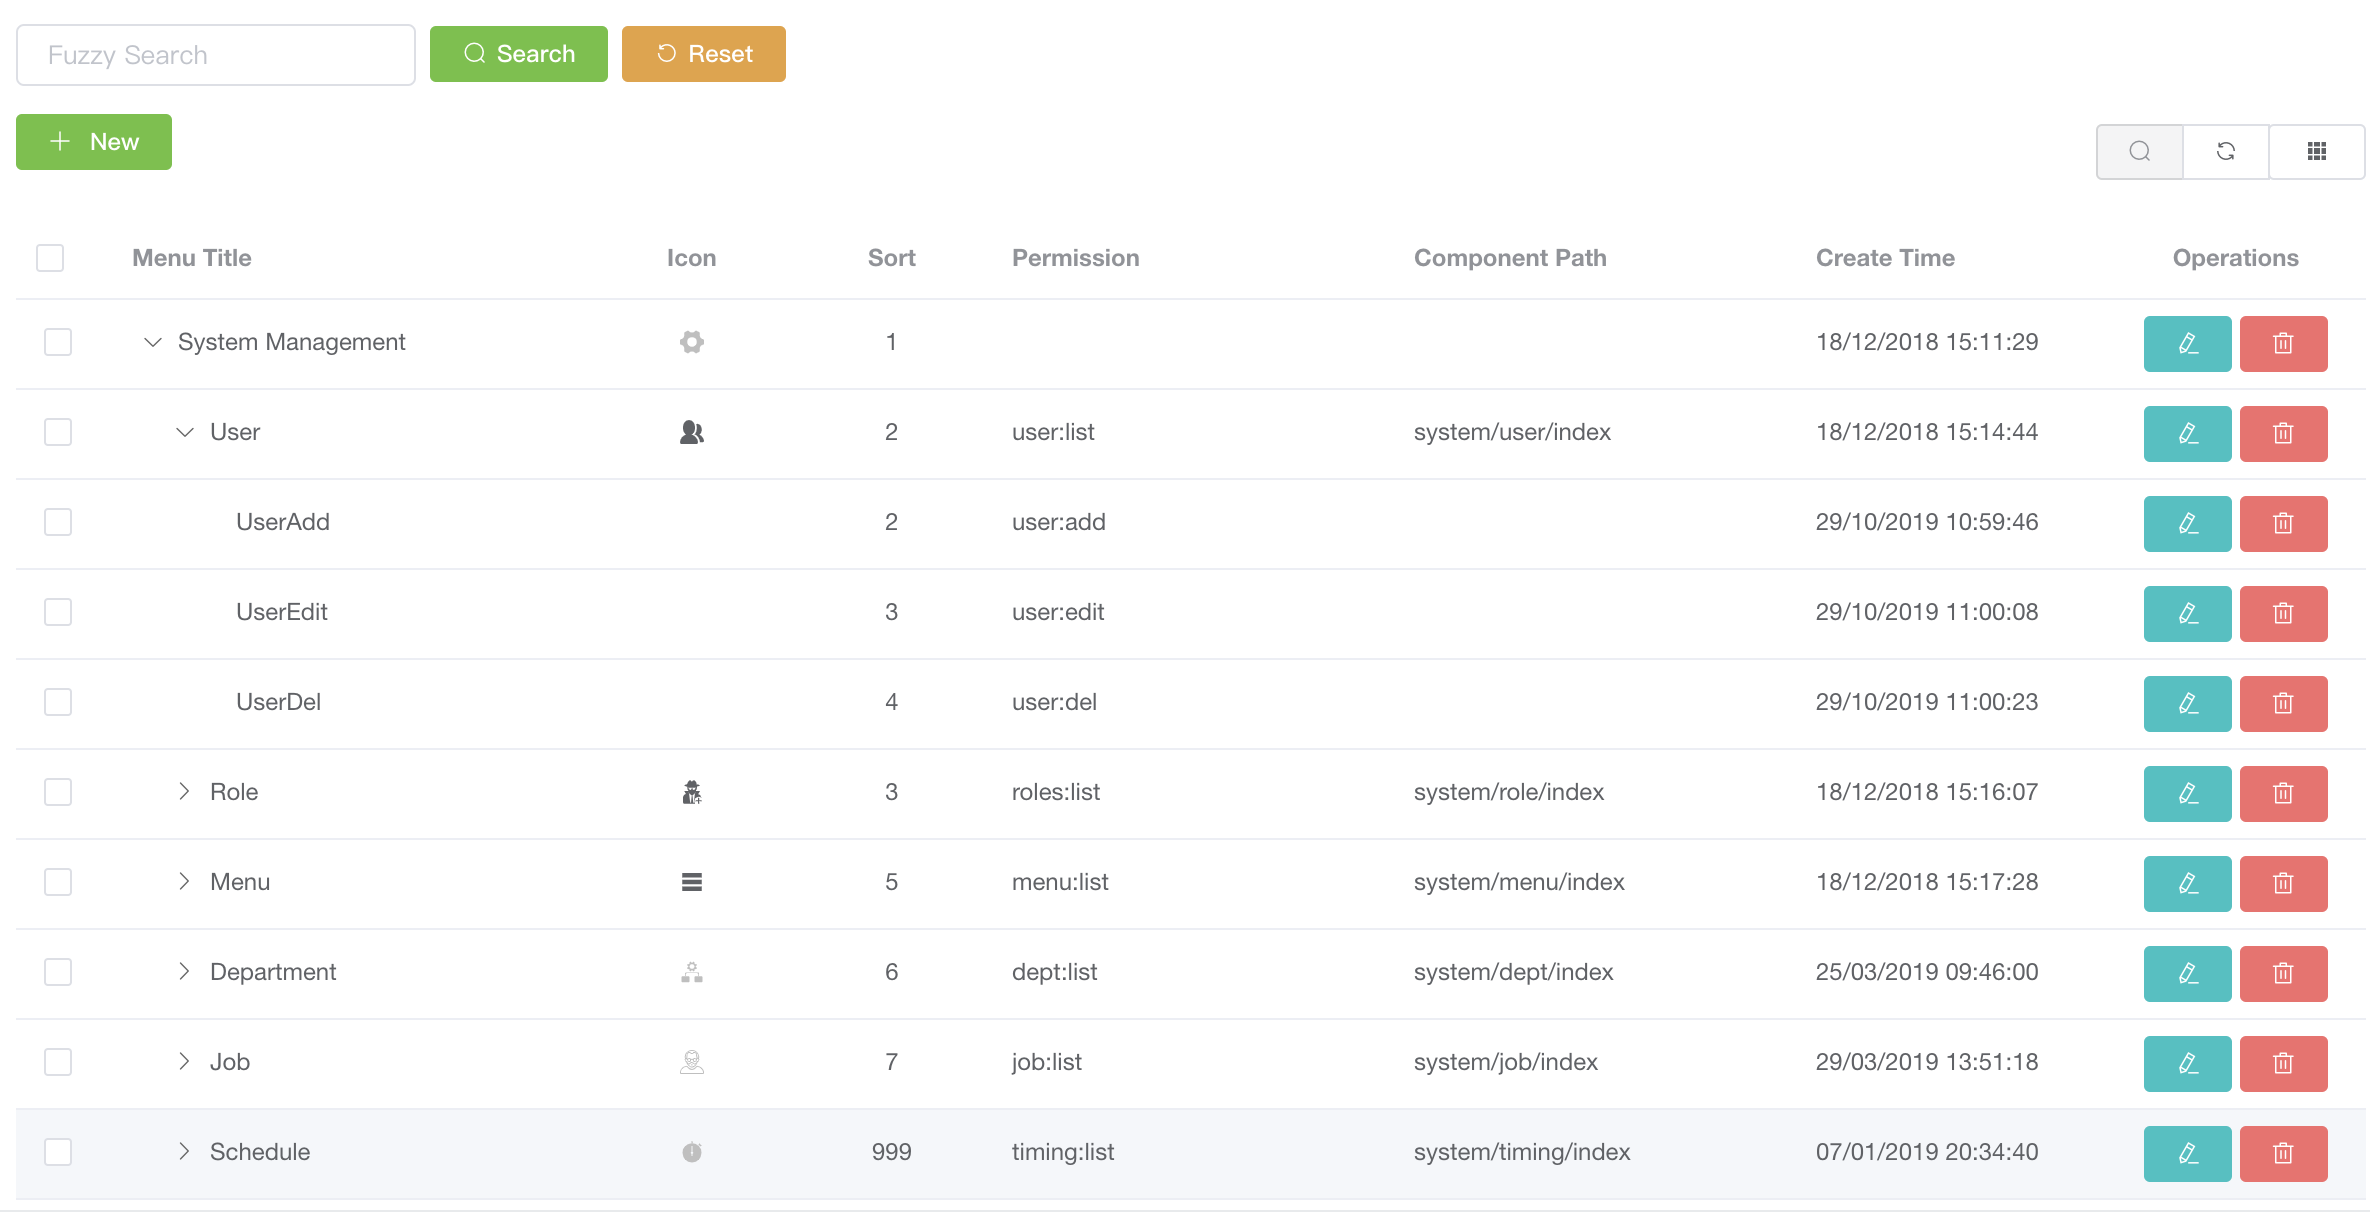 Fuzzy Search Search Reset
New
Menu Title Icon Sort Permission Component Path Create Time Operations
System Management 1 18/12/2018 15:11:29
User 2 user:list system/user/index 18/12/2018 15:14:44
UserAdd 2 user:add 29/10/2019 10:59:46
UserEdit 3 user:edit 29/10/2019 11:00:08
UserDel 4 user:del 29/10/2019 11:00:23
Role 3 roles:list system/role/index 18/12/2018 15:16:07
Menu 5 menu:list system/menu/index 18/12/2018 15:17:28
Department 6 dept:list system/dept/index 25/03/2019 09:46:00
Job 7 job:list system/job/index 29/03/2019 13:51:18
Schedule 999 timing:list system/timing/index 07/01/2019 20:34:40